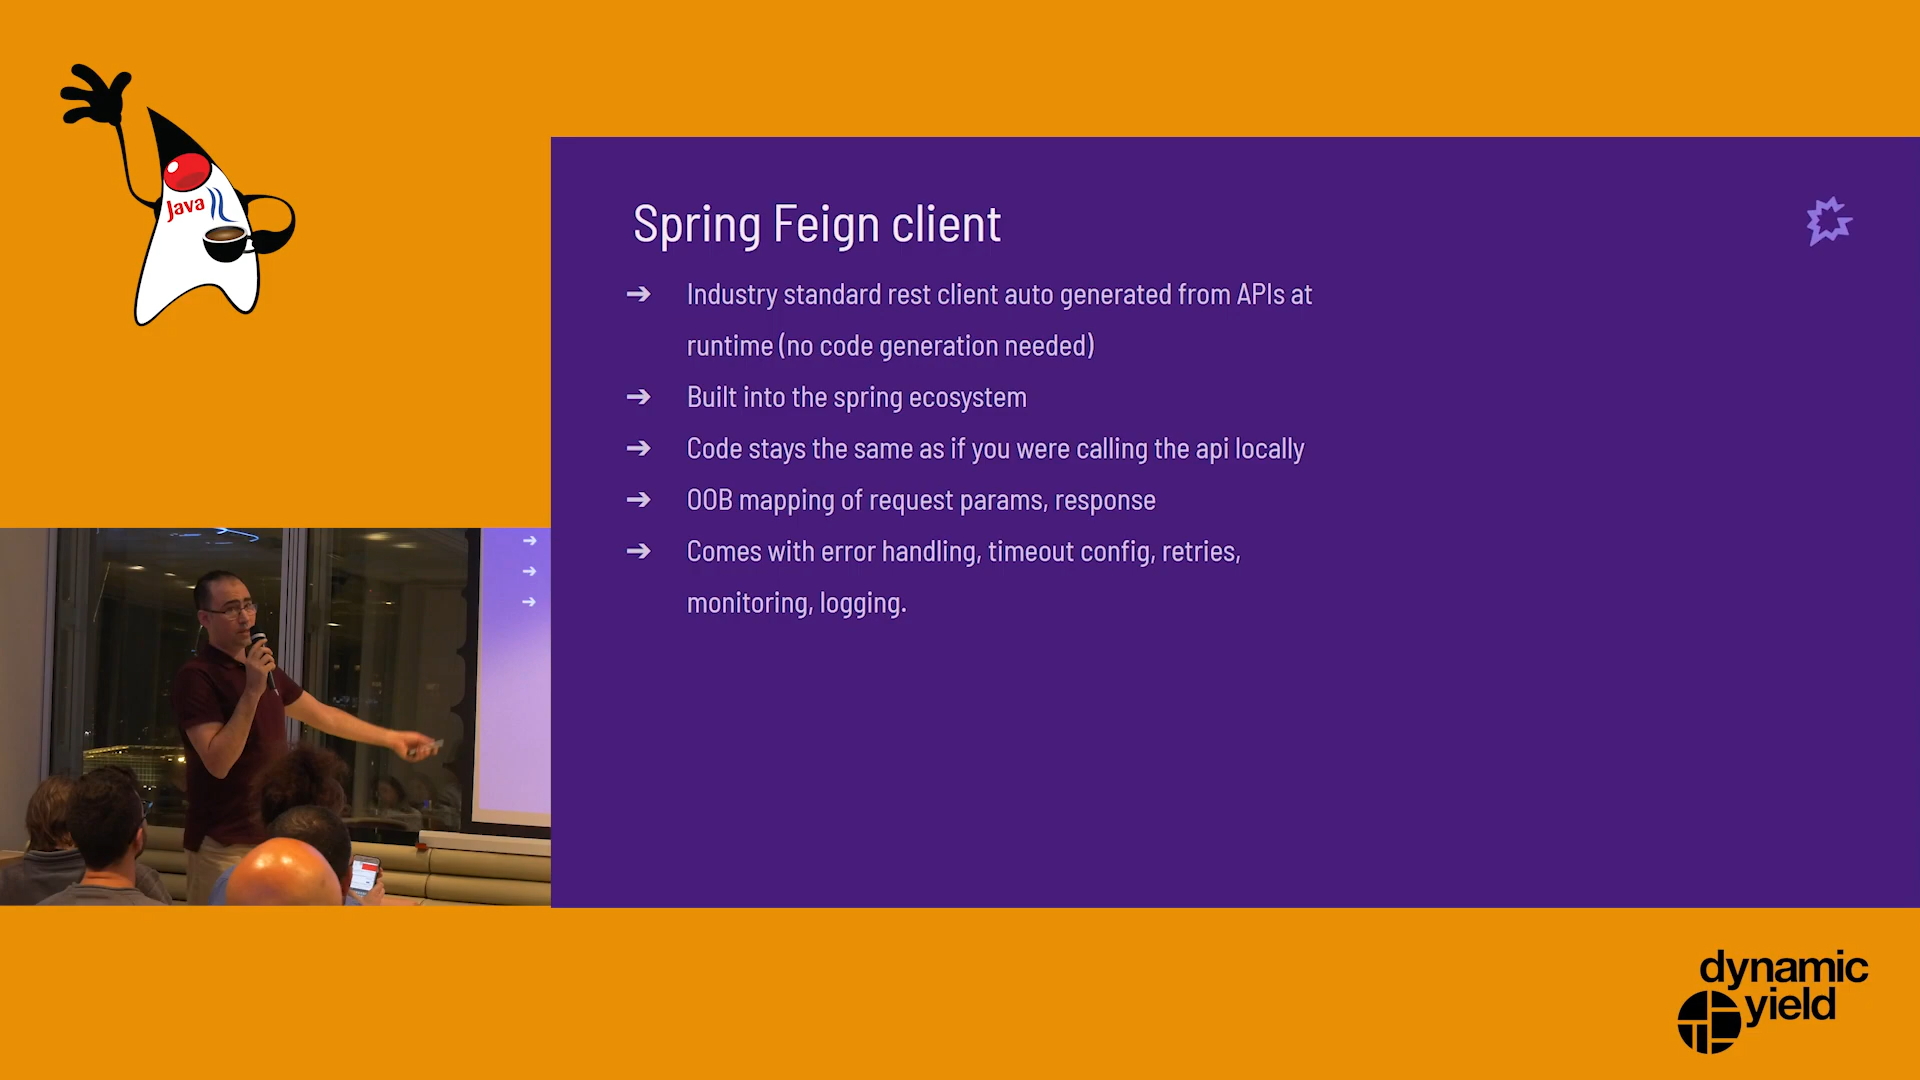 Java
Spring Feign client
➔ Industry standard rest client auto generated from APIs at
runtime (no code generation needed)
➔ Built into the spring ecosystem
➔ Code stays the same as if you were calling the api locally
➔ OOB mapping of request params, response
➔ Comes with error handling, timeout config, retries,
monitoring, logging.
dynamic
yield